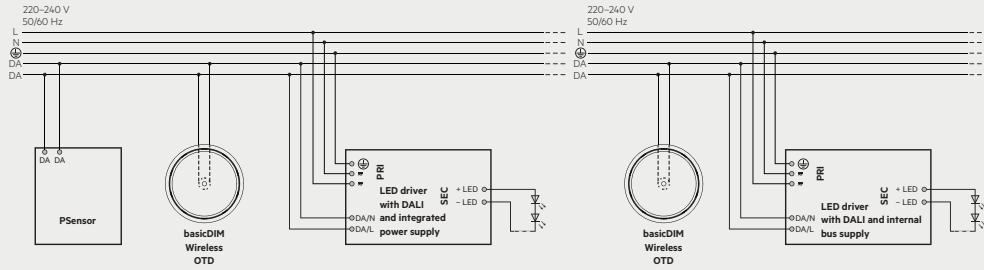 220–240 V
50/60 Hz
L
N
DA
DA
DA DA
PSensor
basicDIM
Wireless
OTD
PRI
LED driver
with DALI
and integrated
power supply
SEC
+ LED
– LED
DA/N
DA/L
220–240 V
50/60 Hz
L
N
DA
DA
basicDIM
Wireless
OTD
PRI
LED driver
with DALI and internal
bus supply
SEC
+ LED
– LED
DA/N
DA/L